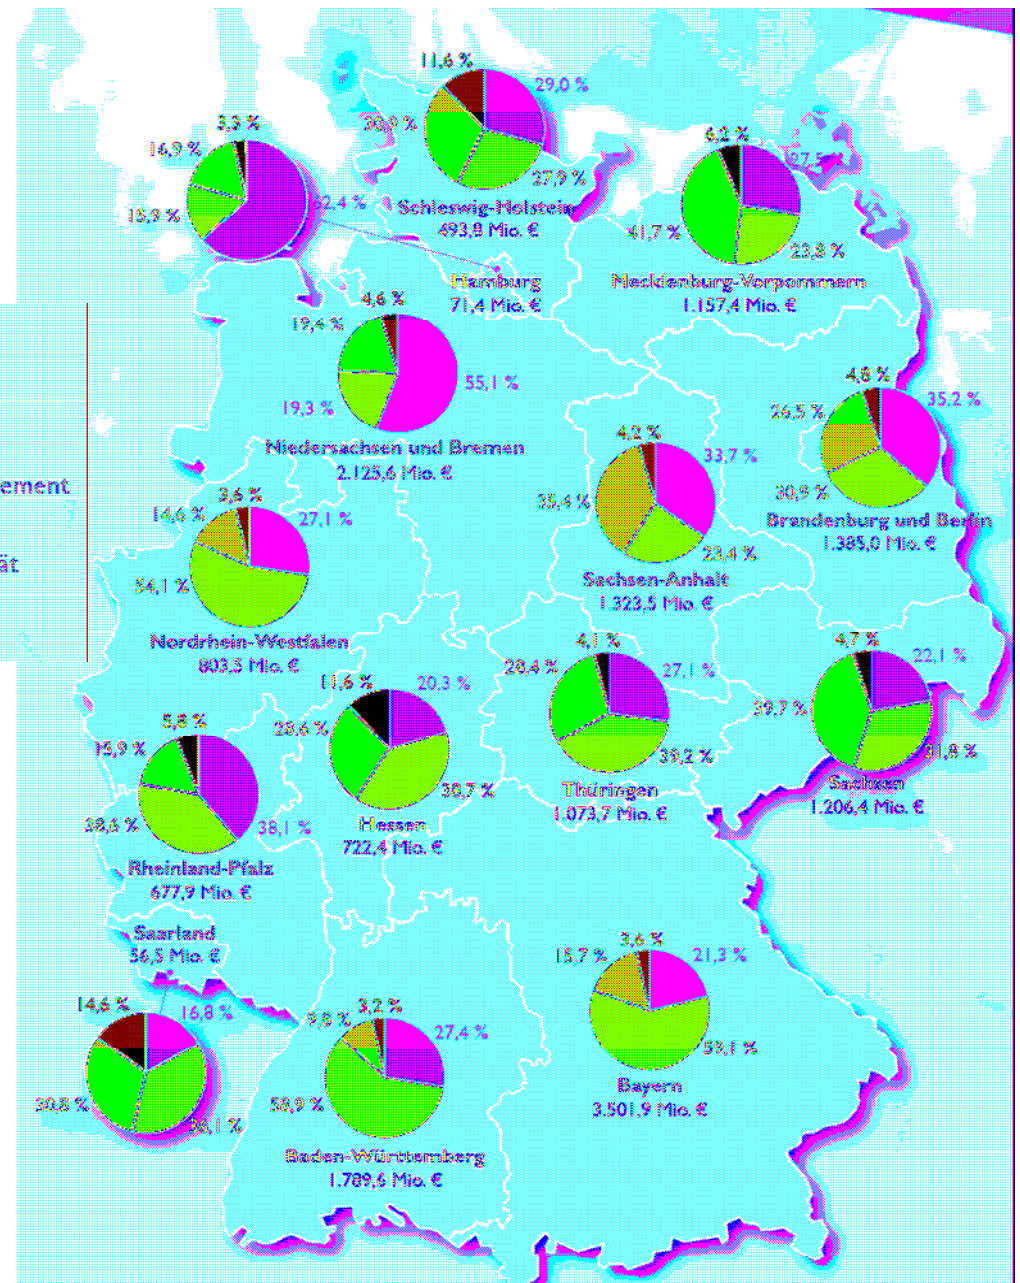 11,6 %
29,0 %
30,9 %
27,9 %
Schleswig-Holstein
493,8 Mio. €
3,3 %
16,9 %
62,4 %
15,9 %
Hamburg
71,4 Mio. €
6,2 %
27,5
41,7 %
23,8 %
Mecklenburg-Vorpommern
1.157,4 Mio. €
4,6 %
19,4 %
55,1 %
19,3 %
Niedersachsen und Bremen
2.125,6 Mio. €
4,8 %
35,2 %
26,5 %
30,9 %
Brandenburg und Berlin
1.385,0 Mio. €
4,2 %
33,7 %
35,4 %
23,4 %
Sachsen-Anhalt
1.323,5 Mio. €
ement
ät
3,6 %
14,6 %
27,1 %
54,1 %
Nordrhein-Westfalen
803,5 Mio. €
4,1 %
28,4 %
27,1 %
39,2 %
Thüringen
1.073,7 Mio. €
4,7 %
22,1 %
39,7 %
31,8 %
Sachsen
1.206,4 Mio. €
11,6 %
20,3 %
28,6 %
Hessen
722,4 Mio. €
5,8 %
15,9 %
38,1 %
38,6 %
Rheinland-Pfalz
677,9 Mio. €
Saarland
56,5 Mio. €
14,6 %
16,8 %
30,8 %
3,2 %
9,8 %
27,4 %
58,9 %
Baden-Württemberg
1.789,6 Mio. €
3,6 %
15,7 %
21,3 %
Bayern
3.501,9 Mio. €